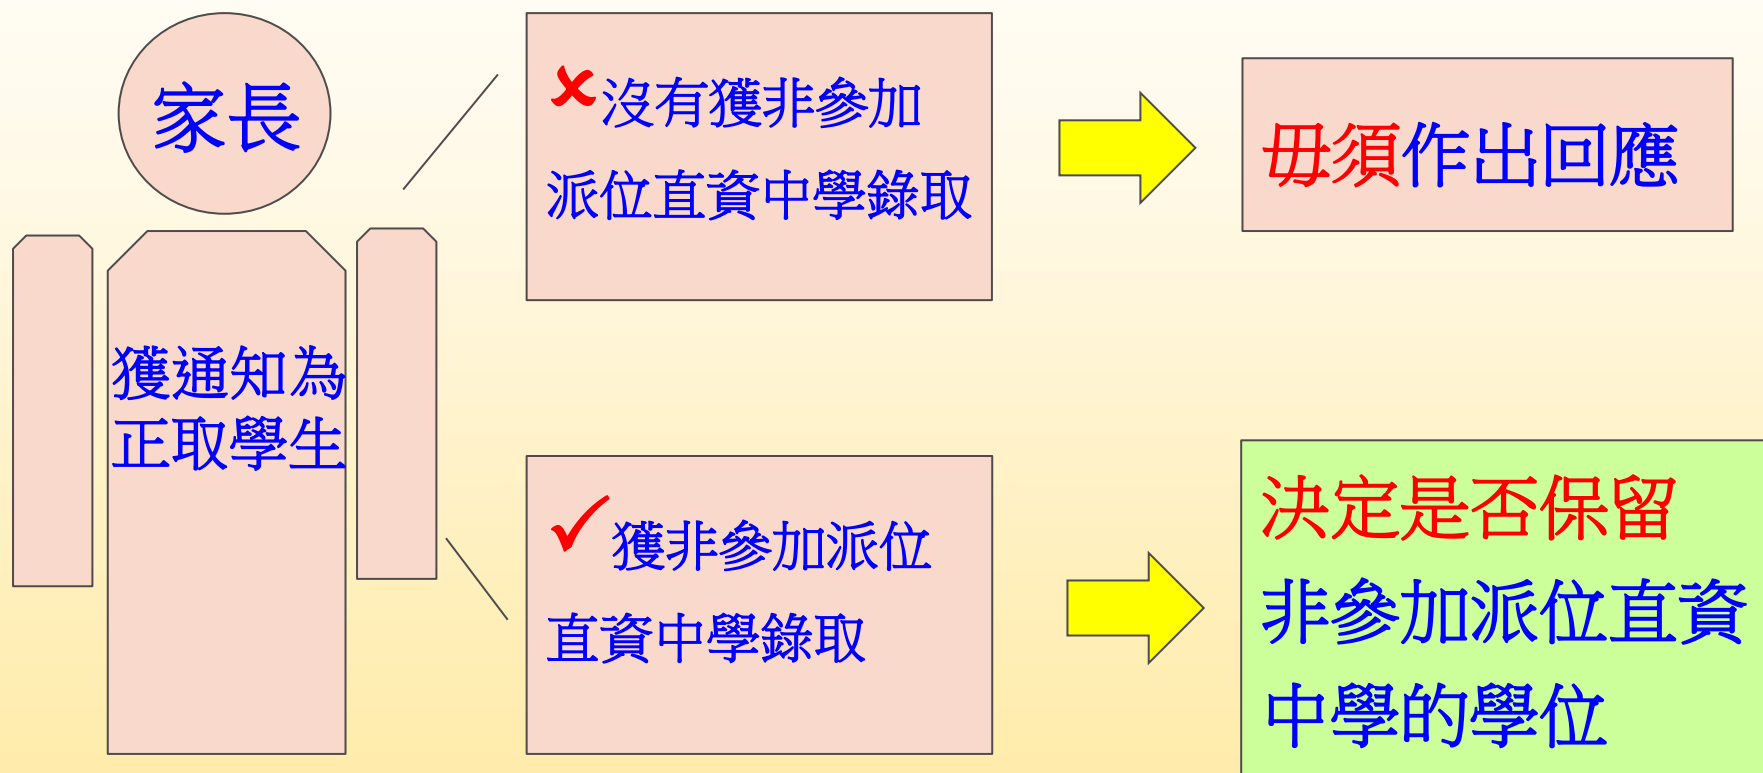 家長
獲通知為
正取學生
✘沒有獲非參加
派位直資中學錄取
毋須作出回應
✓獲非參加派位
直資中學錄取
決定是否保留
非參加派位直資
中學的學位